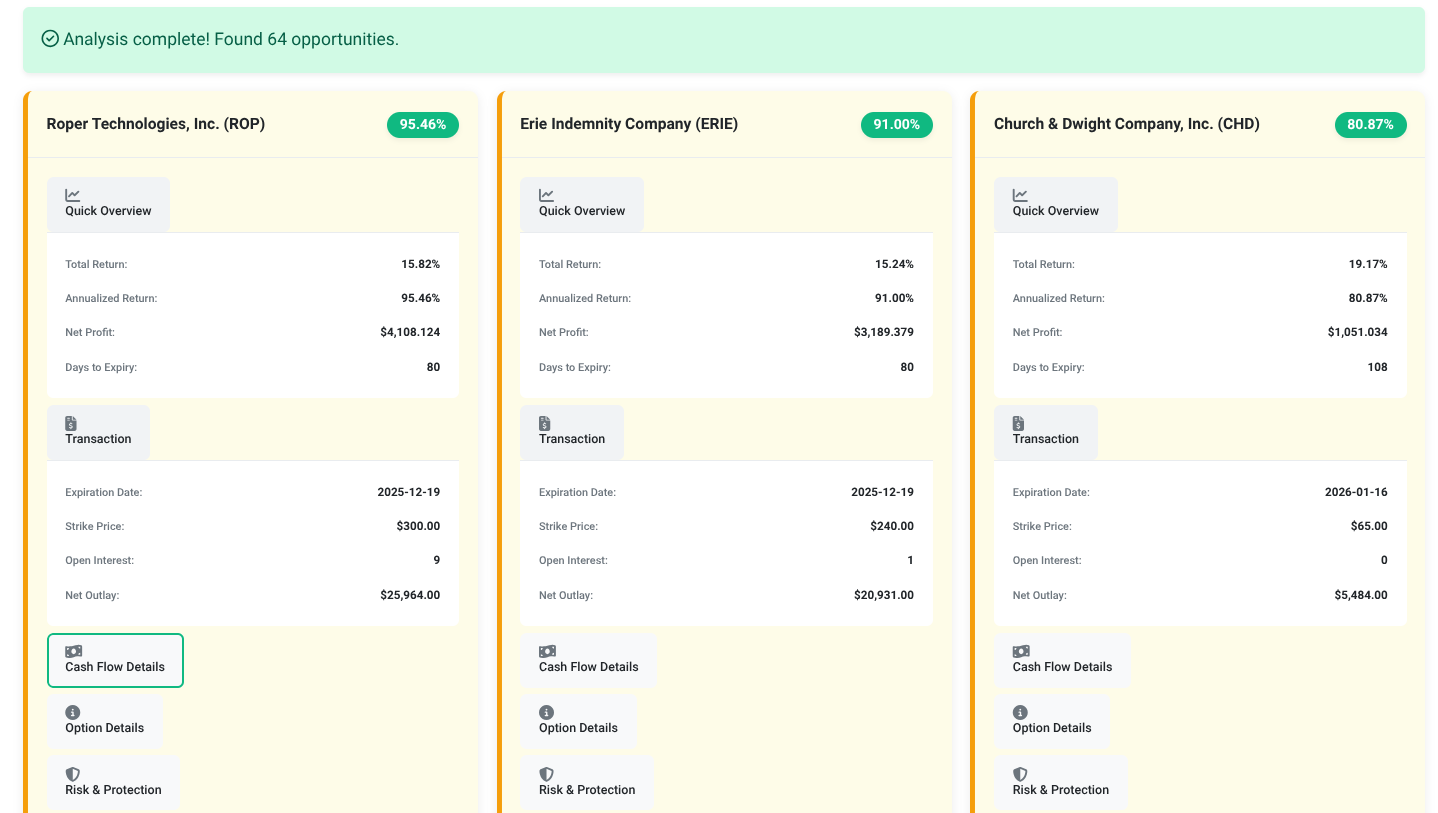 Analysis complete! Found 64 opportunities.
Roper Technologies, Inc. (ROP) 95.46%
Quick Overview
Total Return: 15.82%
Annualized Return: 95.46%
Net Profit: $4,108.124
Days to Expiry: 80
Transaction
Expiration Date: 2025-12-19
Strike Price: $300.00
Open Interest: 9
Net Outlay: $25,964.00
Cash Flow Details
Option Details
Risk & Protection
Erie Indemnity Company (ERIE) 91.00%
Quick Overview
Total Return: 15.24%
Annualized Return: 91.00%
Net Profit: $3,189.379
Days to Expiry: 80
Transaction
Expiration Date: 2025-12-19
Strike Price: $240.00
Open Interest: 1
Net Outlay: $20,931.00
Cash Flow Details
Option Details
Risk & Protection
Church & Dwight Company, Inc. (CHD) 80.87%
Quick Overview
Total Return: 19.17%
Annualized Return: 80.87%
Net Profit: $1,051.034
Days to Expiry: 108
Transaction
Expiration Date: 2026-01-16
Strike Price: $65.00
Open Interest: 0
Net Outlay: $5,484.00
Cash Flow Details
Option Details
Risk & Protection